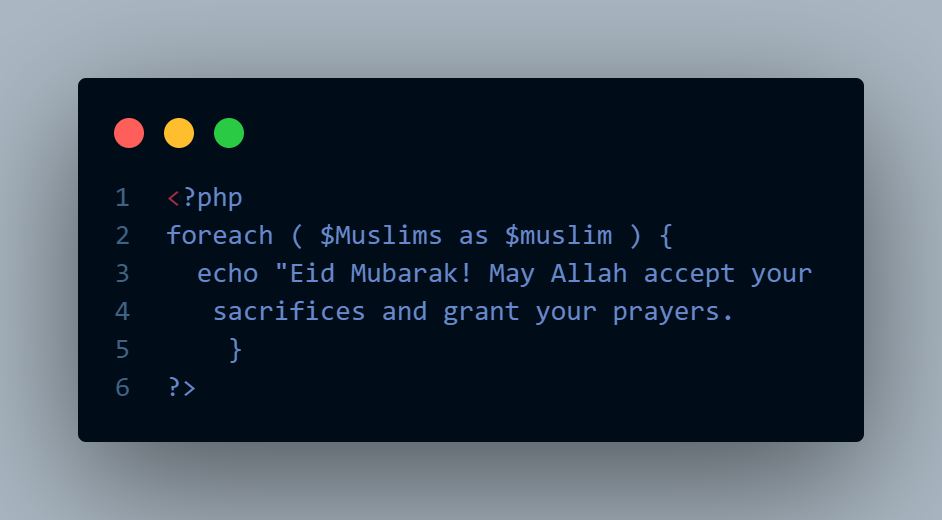 1 <?php
2 foreach ( $Muslims as $muslim ) {
3 echo "Eid Mubarak! May Allah accept your
4 sacrifices and grant your prayers.
5 }
6 ?>